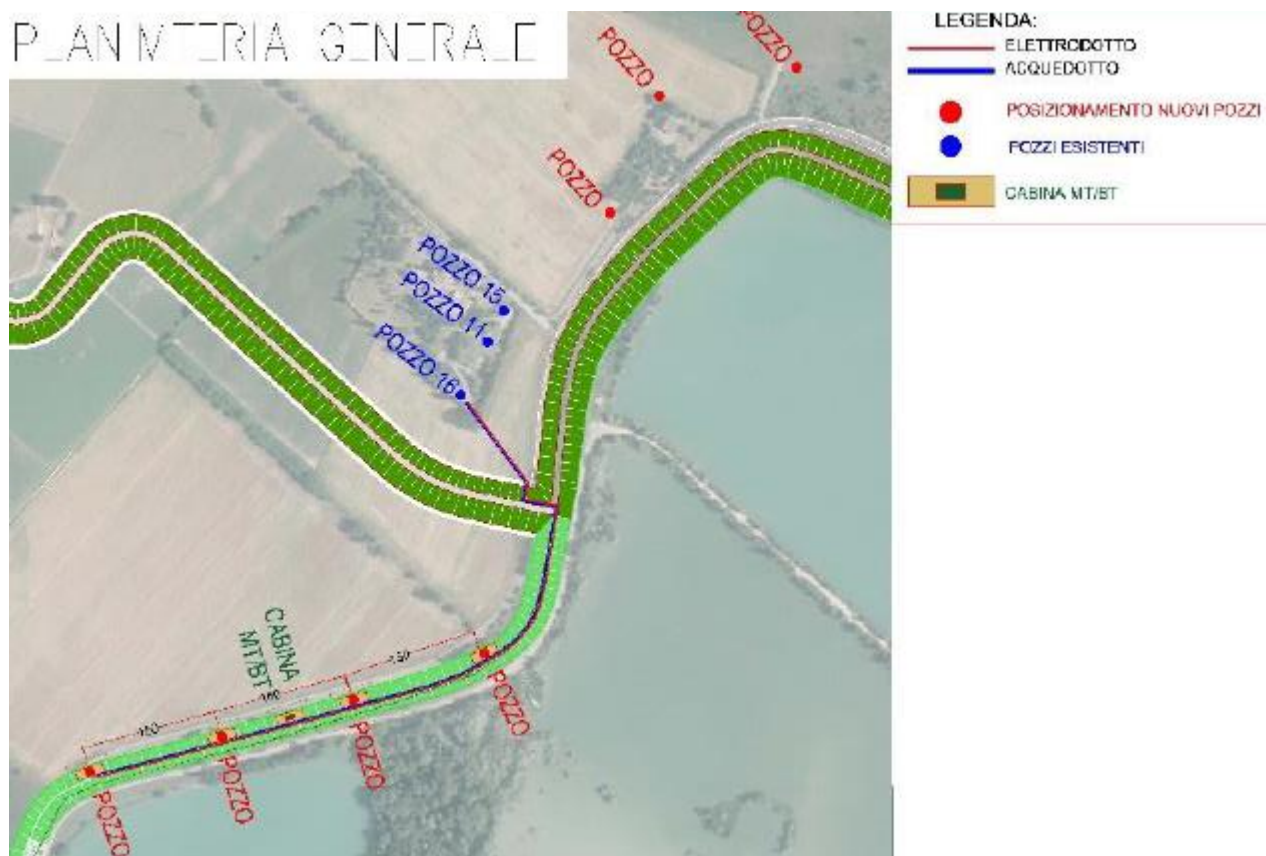 PLANIMTERIA GENERALE
LEGENDA:
ELETTRODOTTO
ACQUEDOTTO
POSIZIONAMENTO NUOVI POZZI
POZZI ESISTENTI
CABINA MT/BT
POZZO
POZZO
POZZO
POZZO 15
POZZO 11
POZZO 16
CABINA
MT/BT
POZZO
POZZO
POZZO
POZZO